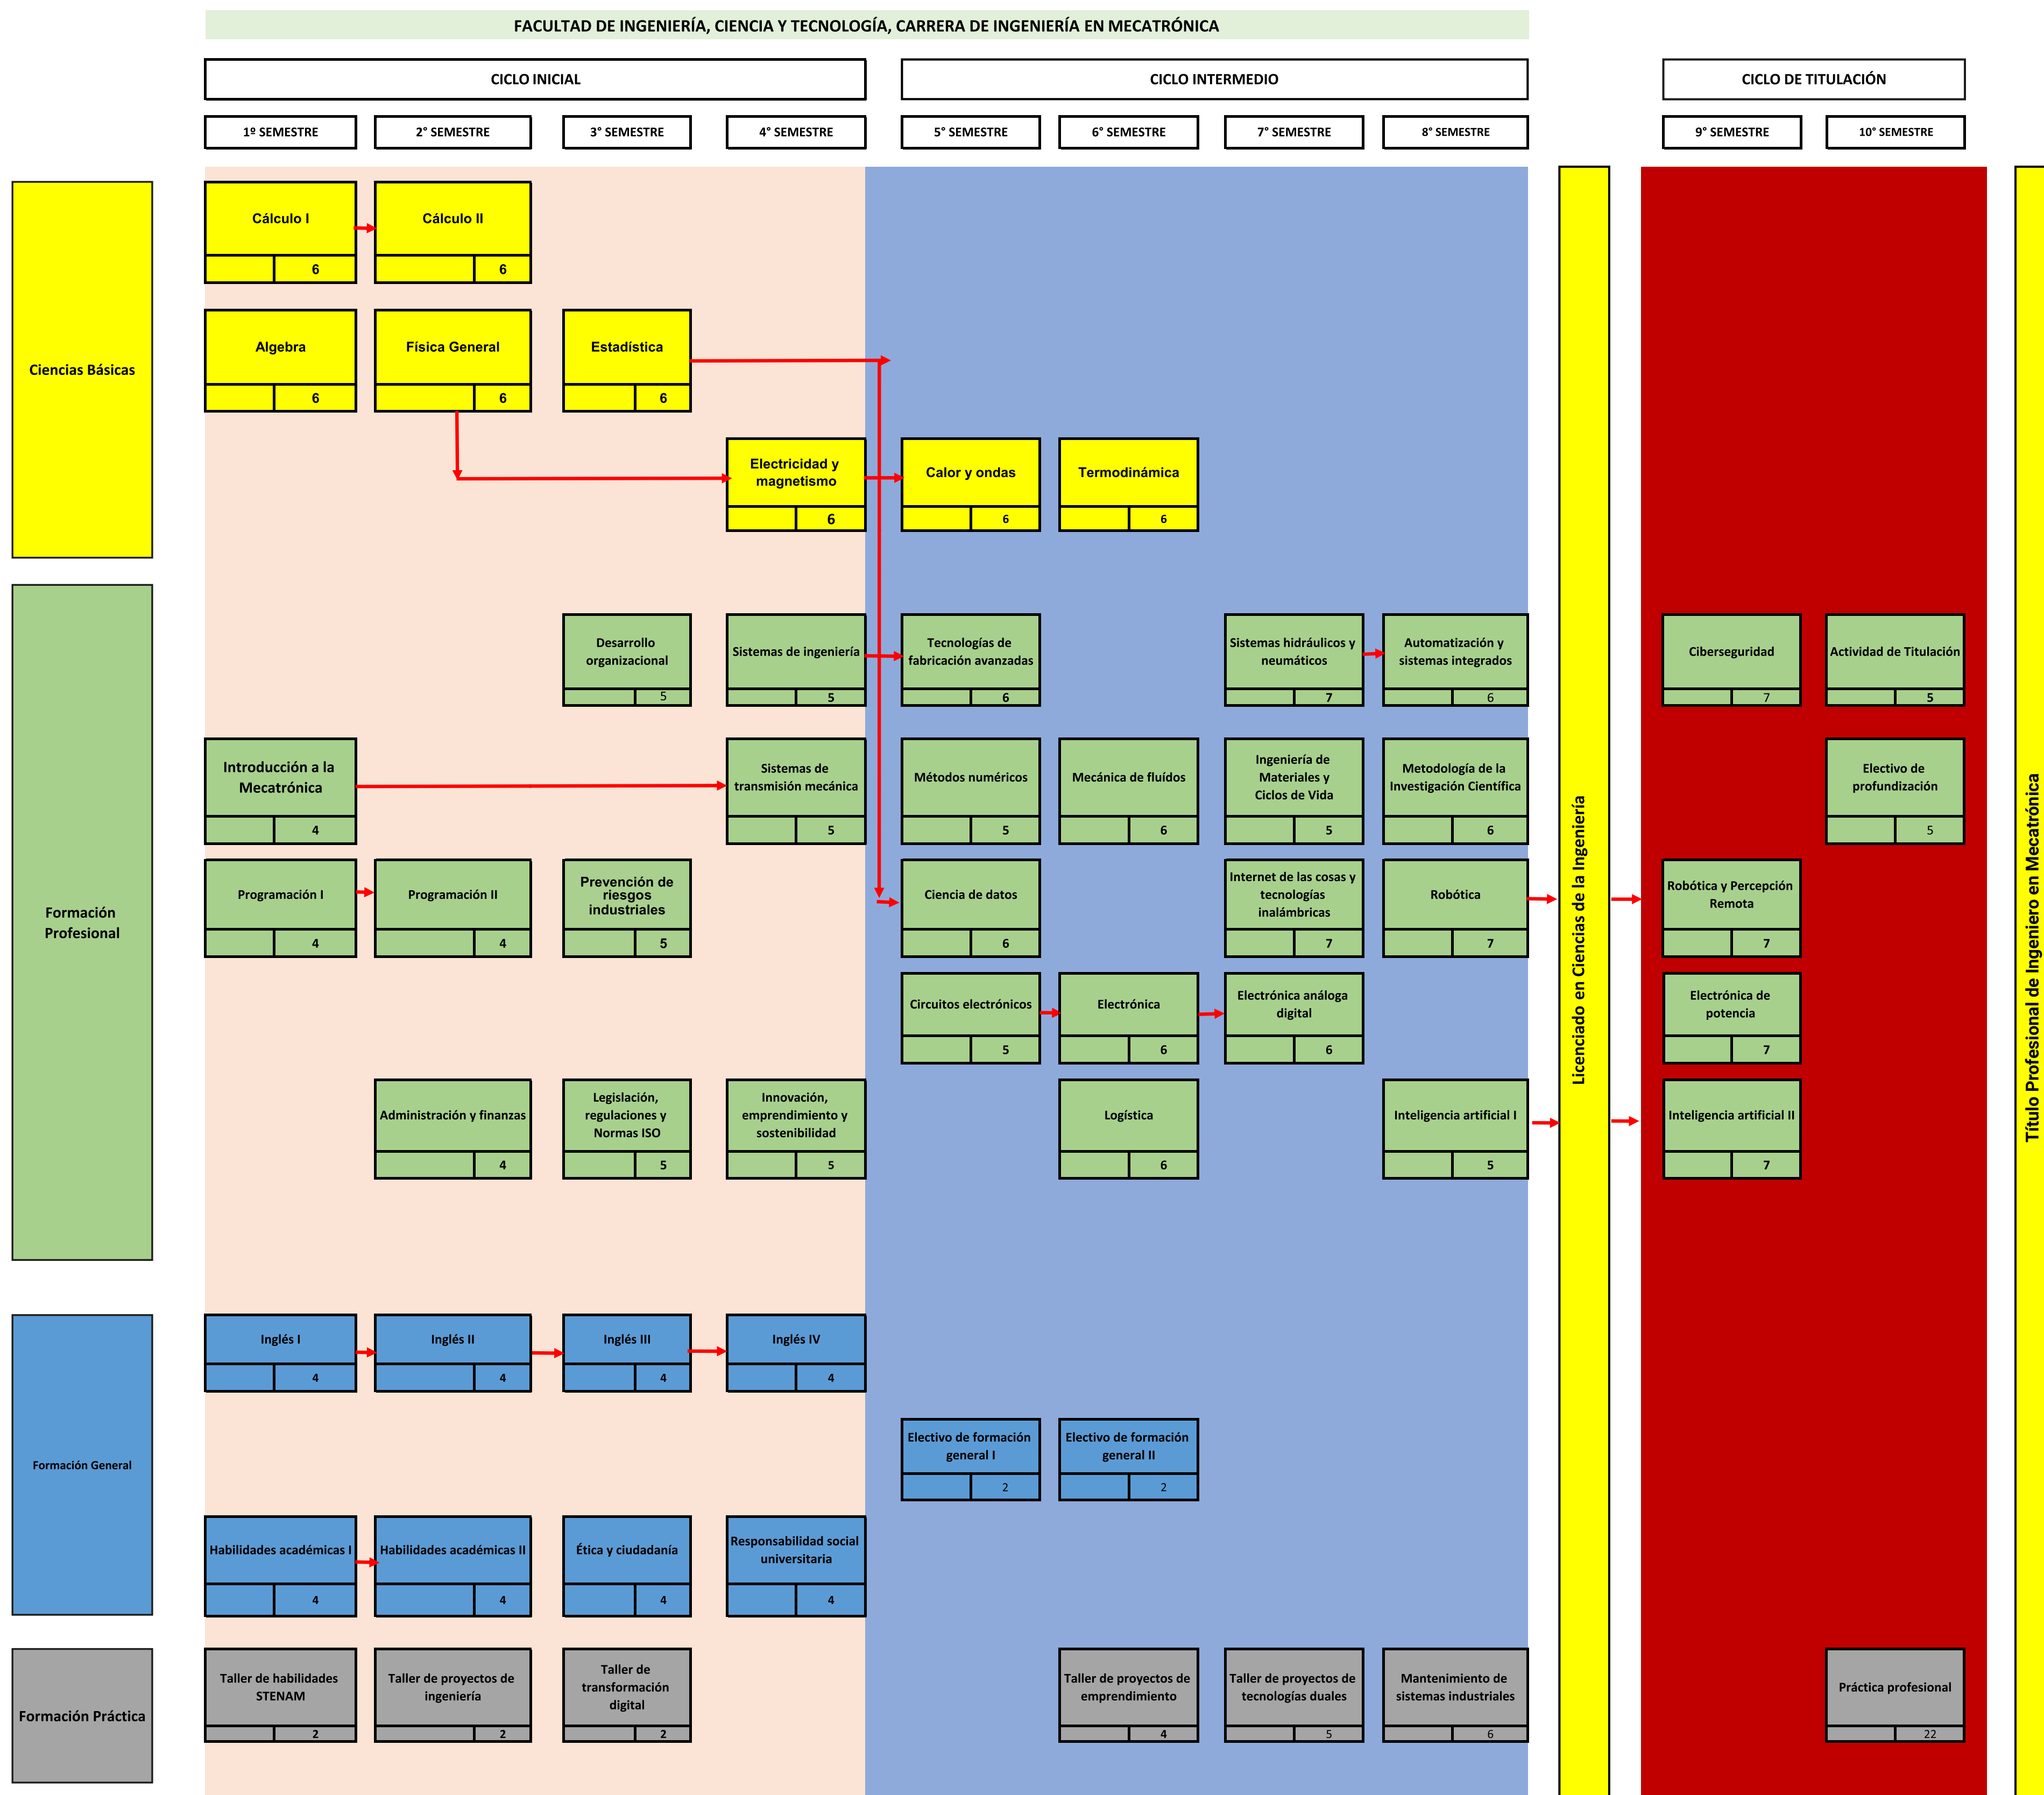 FACULTAD DE INGENIERÍA, CIENCIA Y TECNOLOGÍA, CARRERA DE INGENIERÍA EN MECATRÓNICA
CICLO INICIAL
CICLO INTERMEDIO
CICLO DE TITULACIÓN
1º SEMESTRE
2° SEMESTRE
3° SEMESTRE
4° SEMESTRE
5° SEMESTRE
6° SEMESTRE
7° SEMESTRE
8° SEMESTRE
9° SEMESTRE
10° SEMESTRE
Ciencias Básicas
Cálculo I
6
Cálculo II
6
Algebra
6
Física General
6
Estadística
6
Electricidad y
magnetismo
6
Calor y ondas
6
Termodinámica
6
Formación
Profesional
Desarrollo
organizacional
5
Sistemas de ingeniería
5
Tecnologías de
fabricación avanzadas
6
Sistemas hidráulicos y
neumáticos
7
Automatización y
sistemas integrados
6
Ciberseguridad
7
Actividad de Titulación
5
Introducción a la
Mecatrónica
4
Sistemas de
transmisión mecánica
5
Métodos numéricos
5
Mecánica de fluídos
6
Ingeniería de
Materiales y
Ciclos de Vida
5
Metodología de la
Investigación Científica
6
Electivo de
profundización
5
Programación I
4
Programación II
4
Prevención de
riesgos
industriales
5
Ciencia de datos
6
Internet de las cosas y
tecnologías
inalámbricas
7
Robótica
7
Robótica y Percepción
Remota
7
Circuitos electrónicos
5
Electrónica
6
Electrónica análoga
digital
6
Electrónica de
potencia
7
Administración y finanzas
4
Legislación,
regulaciones y
Normas ISO
5
Innovación,
emprendimiento y
sostenibilidad
5
Logística
6
Inteligencia artificial I
5
Inteligencia artificial II
7
Licenciado en Ciencias de la Ingeniería
Título Profesional de Ingeniero en Mecatrónica
Formación General
Inglés I
4
Inglés II
4
Inglés III
4
Inglés IV
4
Electivo de formación
general I
2
Electivo de formación
general II
2
Habilidades académicas I
4
Habilidades académicas II
4
Ética y ciudadanía
4
Responsabilidad social
universitaria
4
Formación Práctica
Taller de habilidades
STENAM
2
Taller de proyectos de
ingeniería
2
Taller de
transformación
digital
2
Taller de proyectos de
emprendimiento
4
Taller de proyectos de
tecnologías duales
5
Mantenimiento de
sistemas industriales
6
Práctica profesional
22